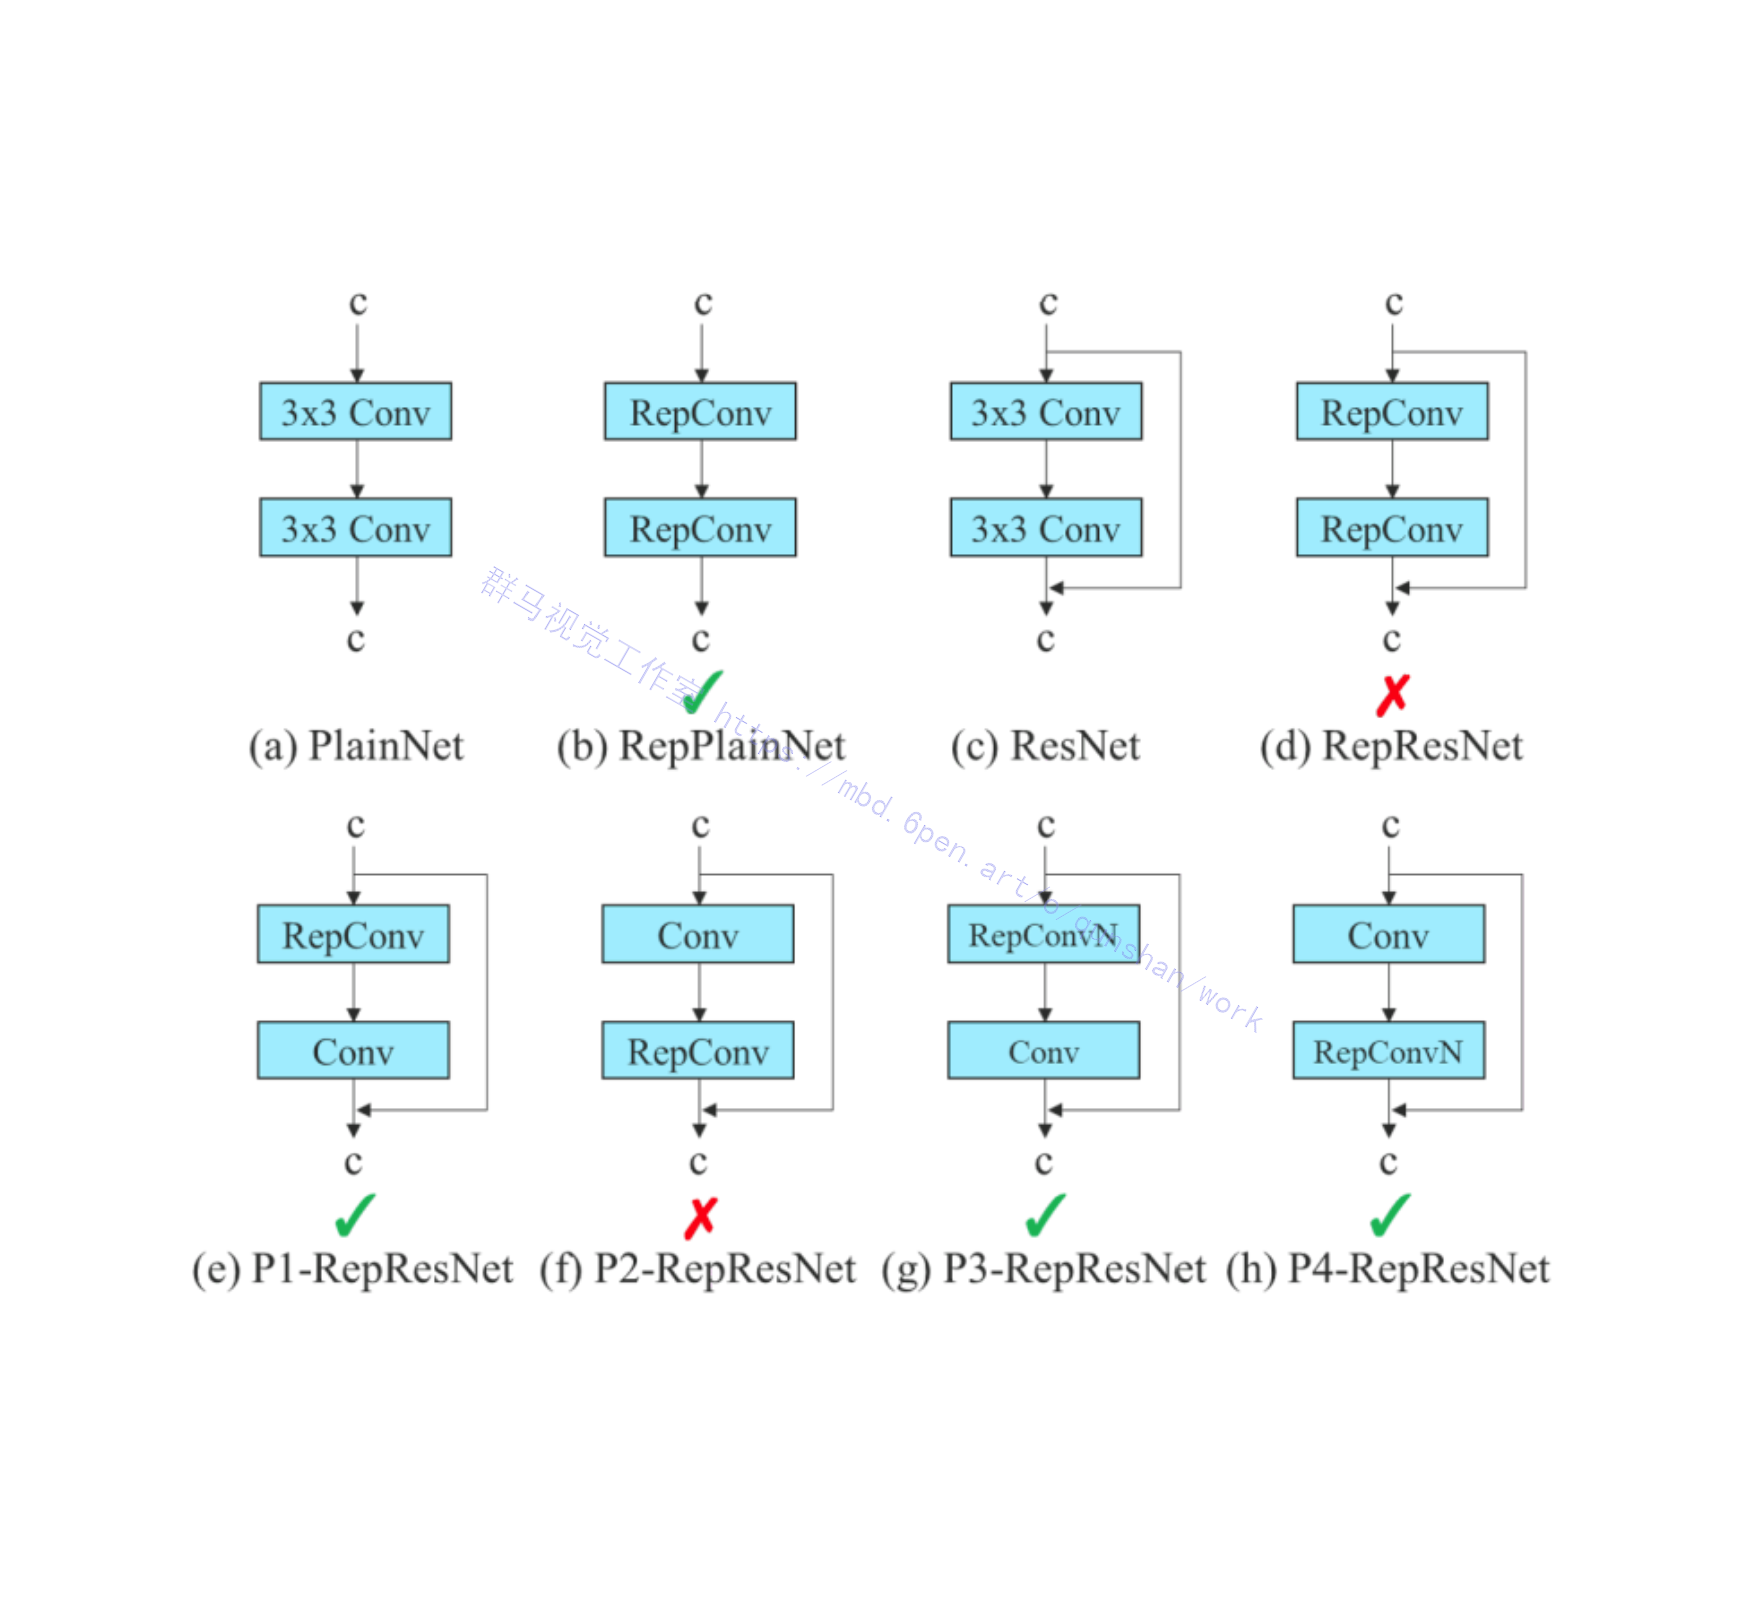 c c c c
3x3 Conv RepConv 3x3 Conv RepConv
3x3 Conv RepConv 3x3 Conv RepConv
c c c c
(a) PlainNet (b) RepPlainNet (c) ResNet (d) RepResNet
c c c c
RepConv Conv RepConvN Conv
Conv RepConv Conv RepConvN
c c c c
(e) P1-RepResNet (f) P2-RepResNet (g) P3-RepResNet (h) P4-RepResNet
群马视觉工作室 https://mbd.6pen.art/o/qunshan/work